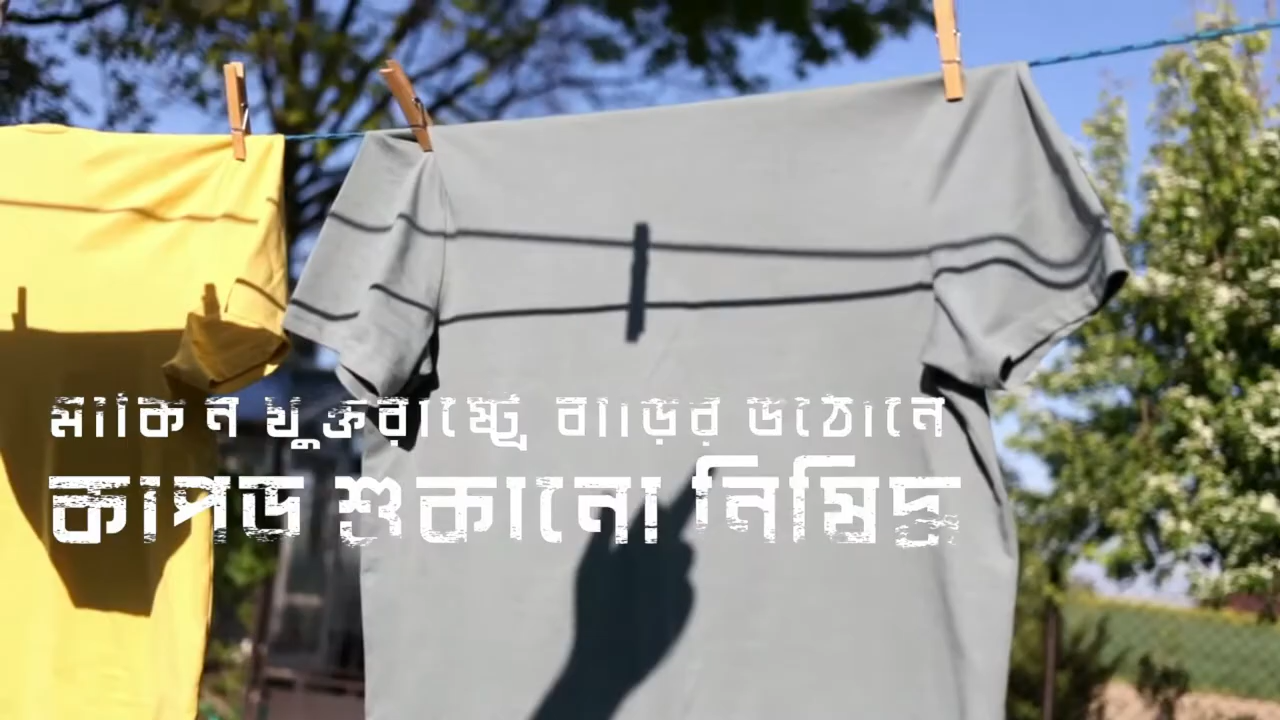 মার্কিন যুক্তরাষ্ট্রে বাড়ির উঠোনে
কাপড় শুকানো নিষিদ্ধ